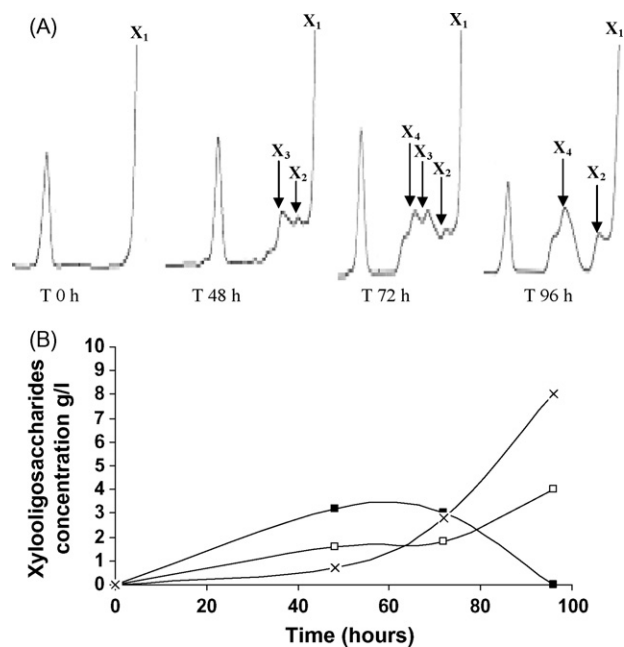 (A)
X₁ X₁ X₁ X₁
X₃ X₂
X₄ X₃ X₂
X₄ X₂
T 0 h T 48 h T 72 h T 96 h
(B)
Xylooligosaccharides
concentration g/l
10
9
8
7
6
5
4
3
2
1
0
0 20 40 60 80 100
Time (hours)